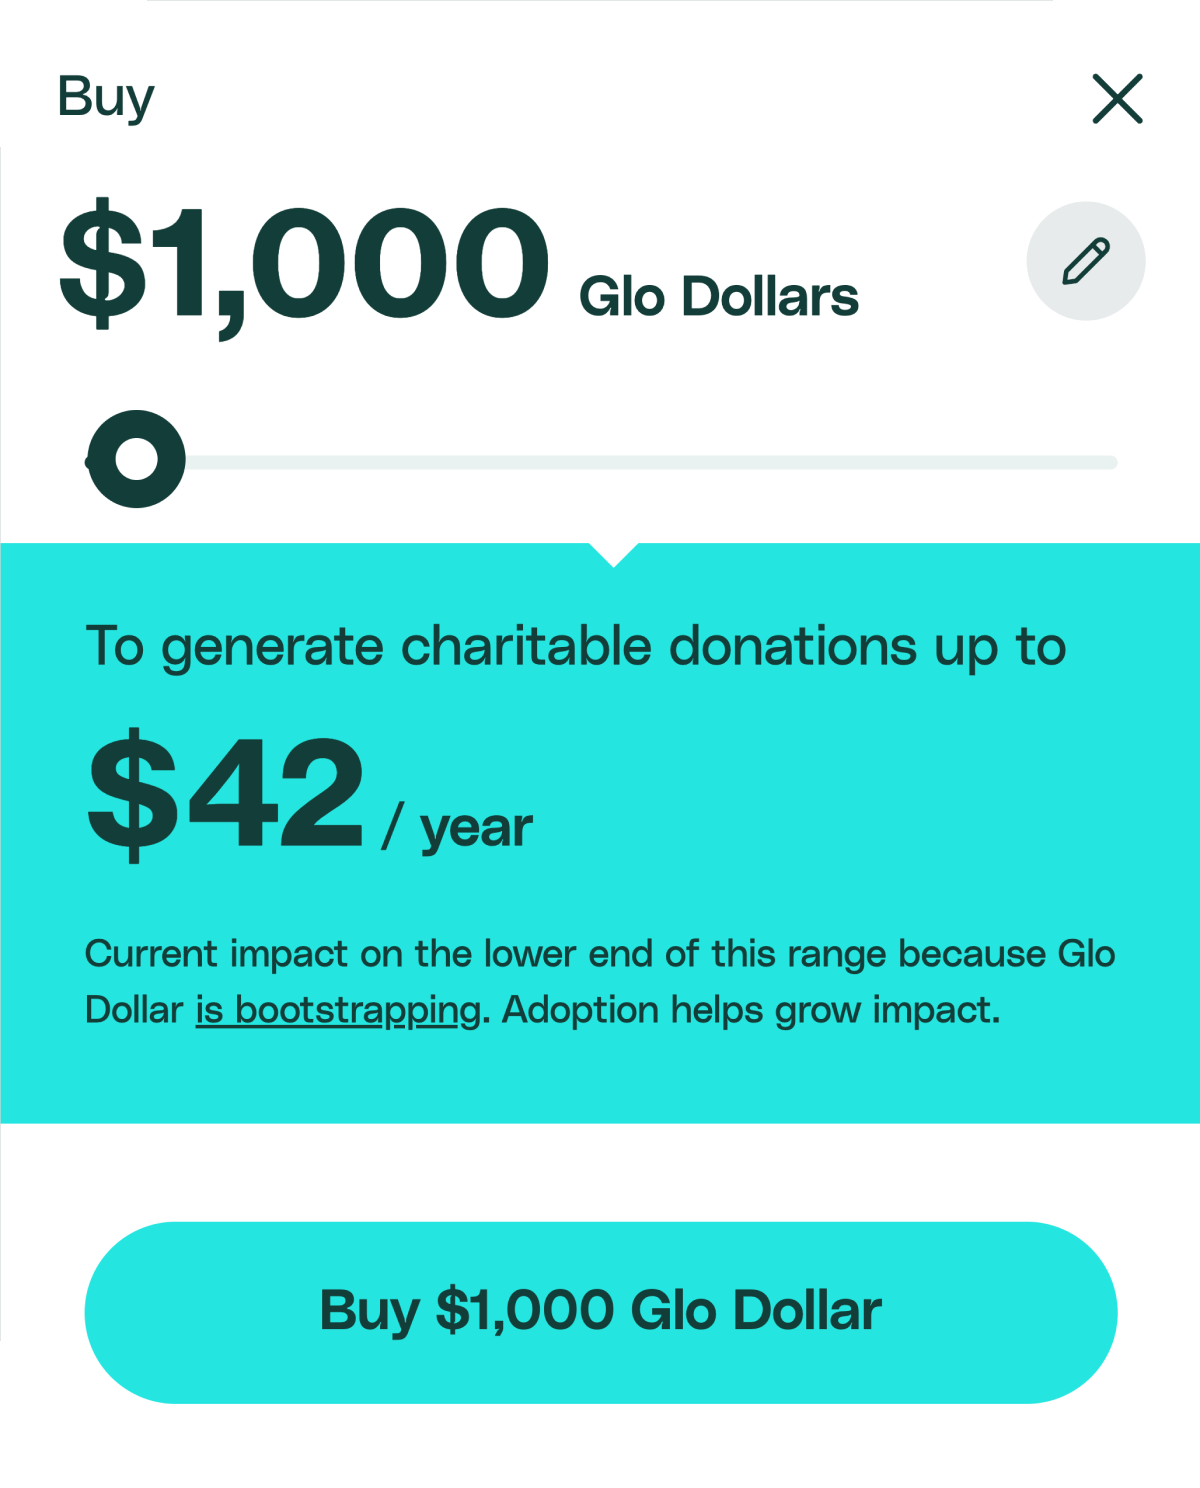 Buy
$1,000 Glo Dollars
To generate charitable donations up to
$42 / year
Current impact on the lower end of this range because Glo
Dollar is bootstrapping. Adoption helps grow impact.
Buy $1,000 Glo Dollar